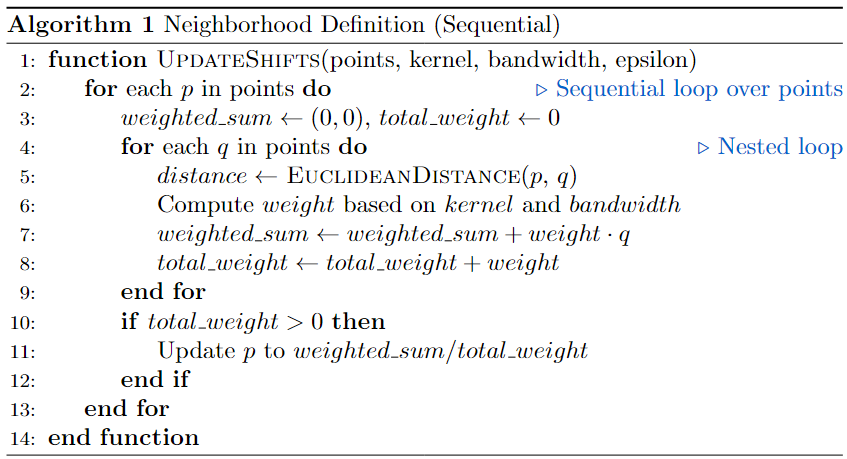 Algorithm 1 Neighborhood Definition (Sequential)
1: function UPDATESHIFTS(points, kernel, bandwidth, epsilon)
2: for each p in points do ▷ Sequential loop over points
3: weighted_sum ← (0, 0), total_weight ← 0
4: for each q in points do ▷ Nested loop
5: distance ← EUCLIDEANDISTANCE(p, q)
6: Compute weight based on kernel and bandwidth
7: weighted_sum ← weighted_sum + weight · q
8: total_weight ← total_weight + weight
9: end for
10: if total_weight > 0 then
11: Update p to weighted_sum/total_weight
12: end if
13: end for
14: end function